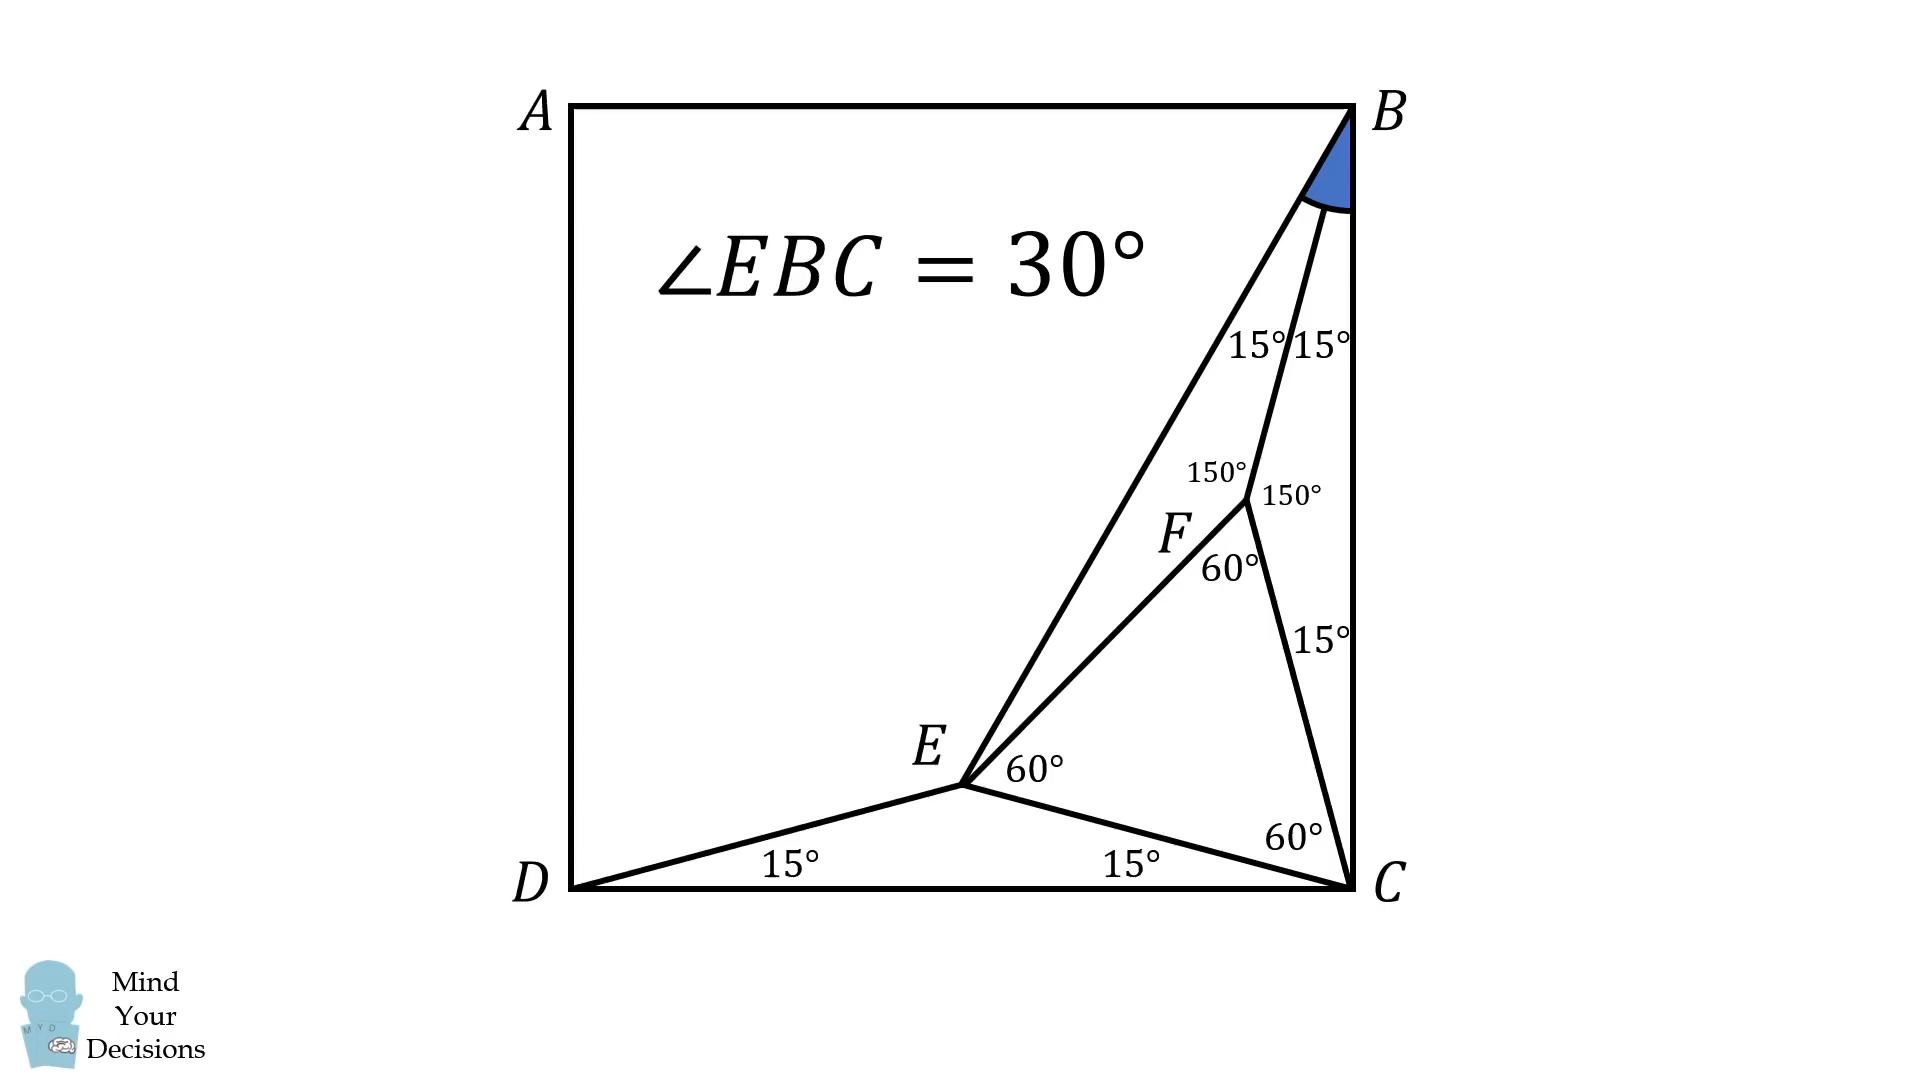 A
B
∠EBC = 30°
15° 15°
150°
150°
F
60°
15°
E
60°
60°
15°
15°
D
C
Mind
Your
Decisions
M Y D